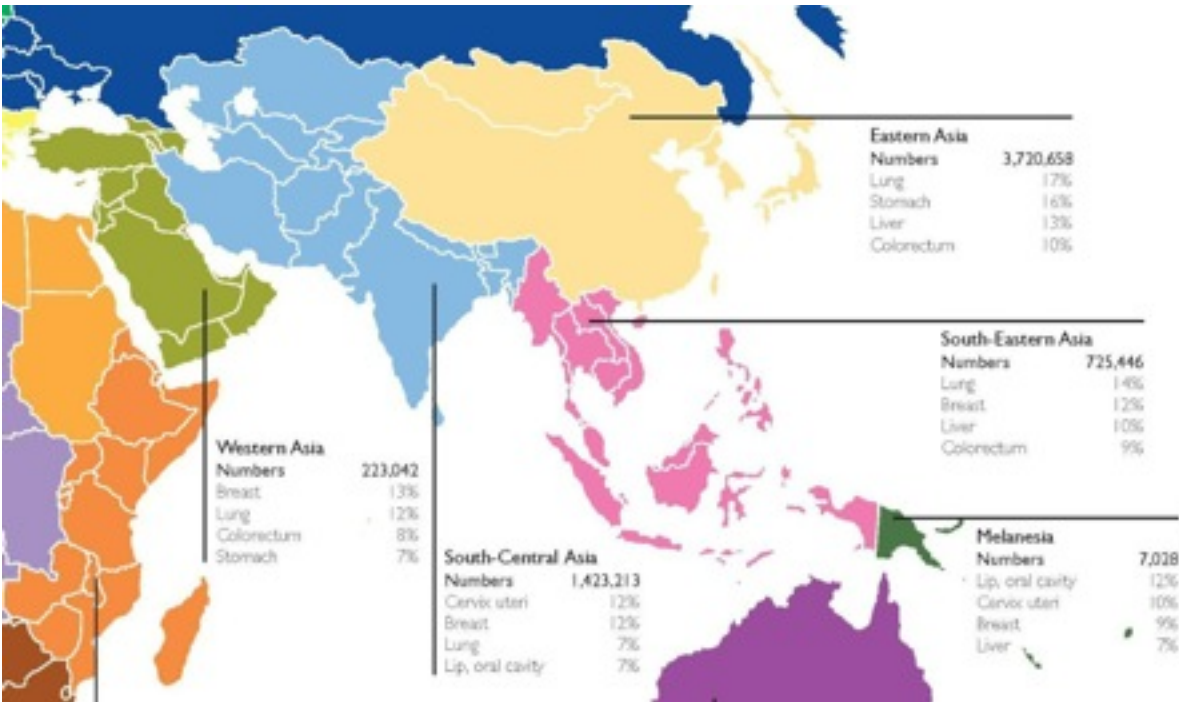 Eastern Asia
Numbers 3,720,658
Lung 17%
Stomach 16%
Liver 13%
Colorectum 10%
South-Eastern Asia
Numbers 725,446
Lung 14%
Breast 12%
Liver 10%
Colorectum 9%
Western Asia
Numbers 223,042
Breast 13%
Lung 12%
Colorectum 8%
Stomach 7%
South-Central Asia
Numbers 1,423,213
Cervix uteri 12%
Breast 12%
Lung 7%
Lip, oral cavity 7%
Melanesia
Numbers 7,028
Lip, oral cavity 12%
Cervix uteri 10%
Breast 9%
Liver 7%